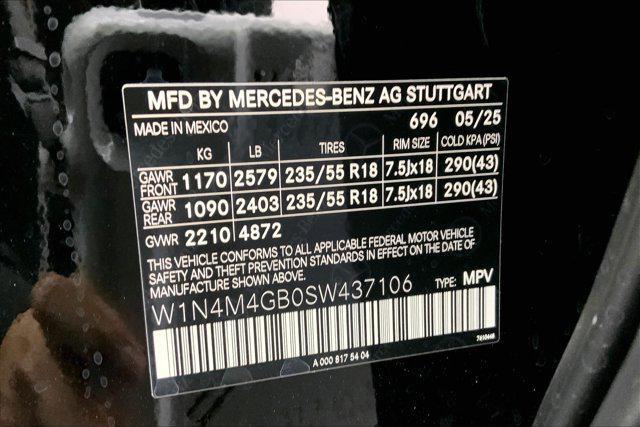 MFD BY MERCEDES-BENZ AG STUTTGART
MADE IN MEXICO 696 05/25
KG LB TIRES RIM SIZE COLD KPA(PSI)
GAWR FRONT 1170 2579 235/55 R18 7.5Jx18 290(43)
GAWR REAR 1090 2403 235/55 R18 7.5Jx18 290(43)
GVWR 2210 4872
THIS VEHICLE CONFORMS TO ALL APPLICABLE FEDERAL MOTOR VEHICLE
SAFETY AND THEFT PREVENTION STANDARDS IN EFFECT ON THE DATE OF
MANUFACTURE SHOWN ABOVE.
W1N4M4GB0SW437106 TYPE: MPV
A 000 817 54 04